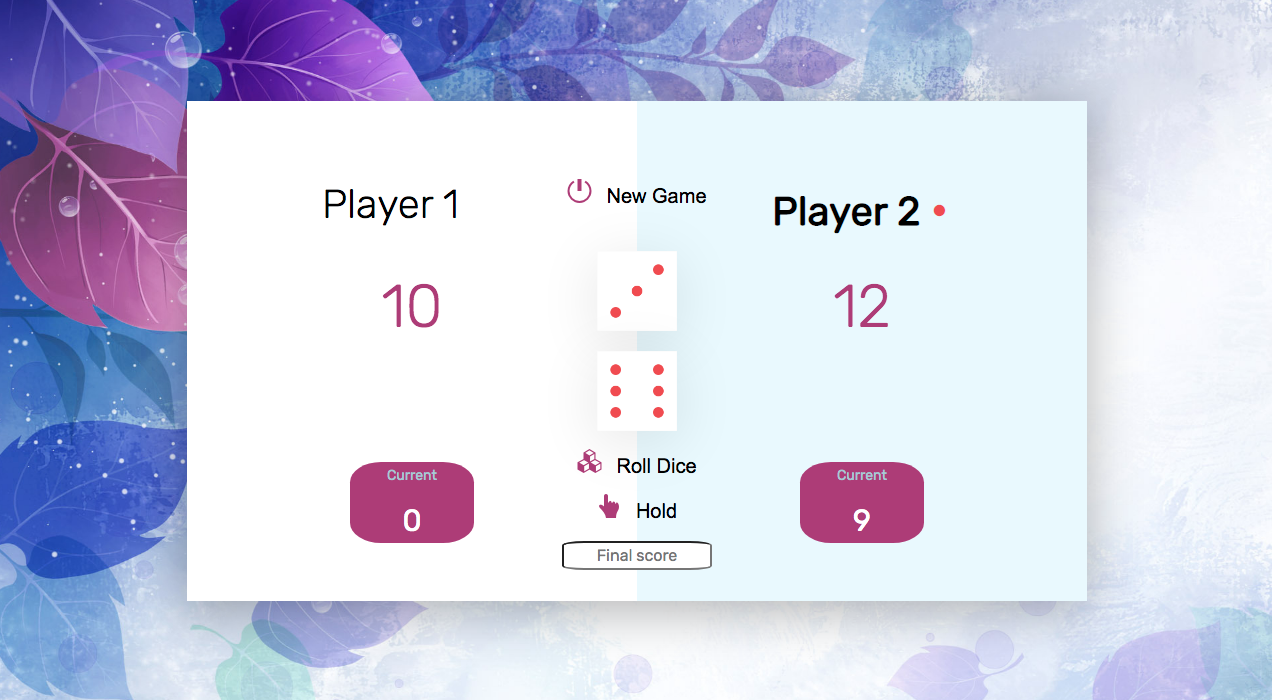 Player 1
10
Current
0
New Game
Roll Dice
Hold
Final score
Player 2
12
Current
9